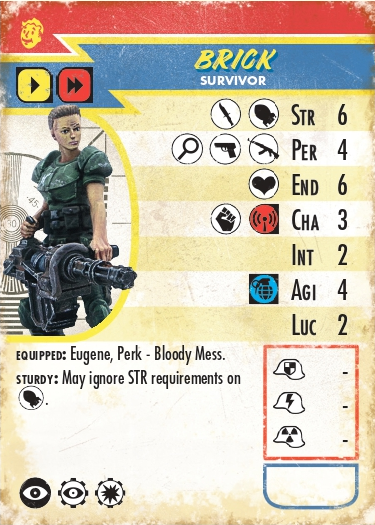 BRICK
SURVIVOR
STR 6
PER 4
END 6
CHA 3
INT 2
AGI 4
LUC 2
EQUIPPED: Eugene, Perk - Bloody Mess.
STURDY: May ignore STR requirements on
.
-
-
-
45